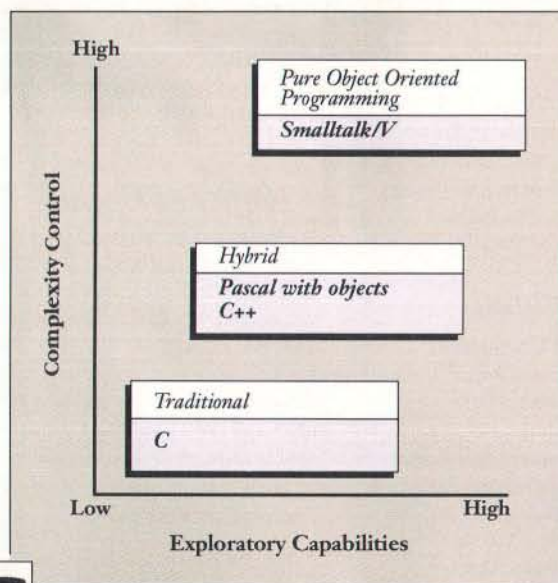 High
Pure Object Oriented
Programming
Smalltalk/V
Complexity Control
Hybrid
Pascal with objects
C++
Traditional
C
Low
High
Exploratory Capabilities